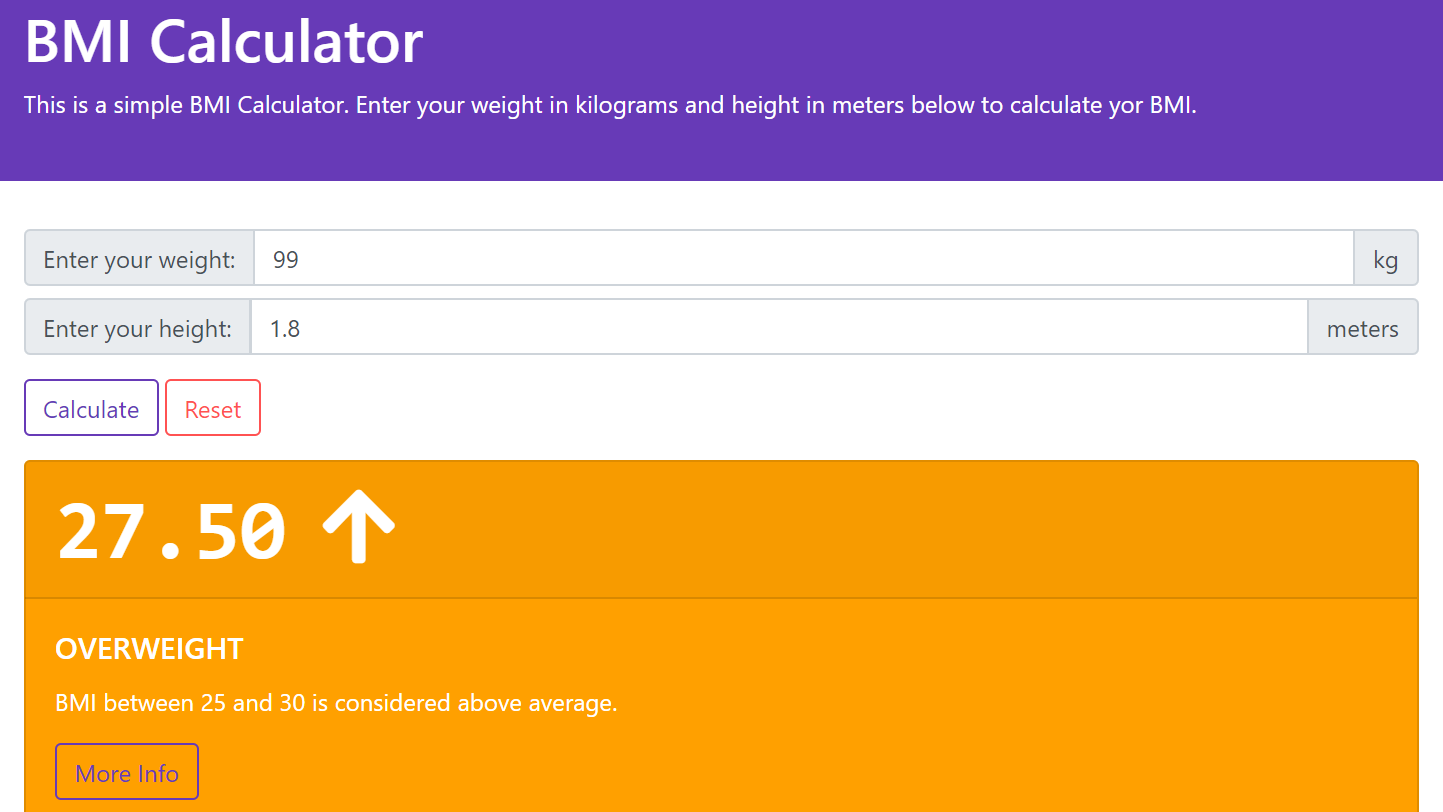 BMI Calculator
This is a simple BMI Calculator. Enter your weight in kilograms and height in meters below to calculate yor BMI.
Enter your weight: 99 kg
Enter your height: 1.8 meters
Calculate Reset
27.50
OVERWEIGHT
BMI between 25 and 30 is considered above average.
More Info